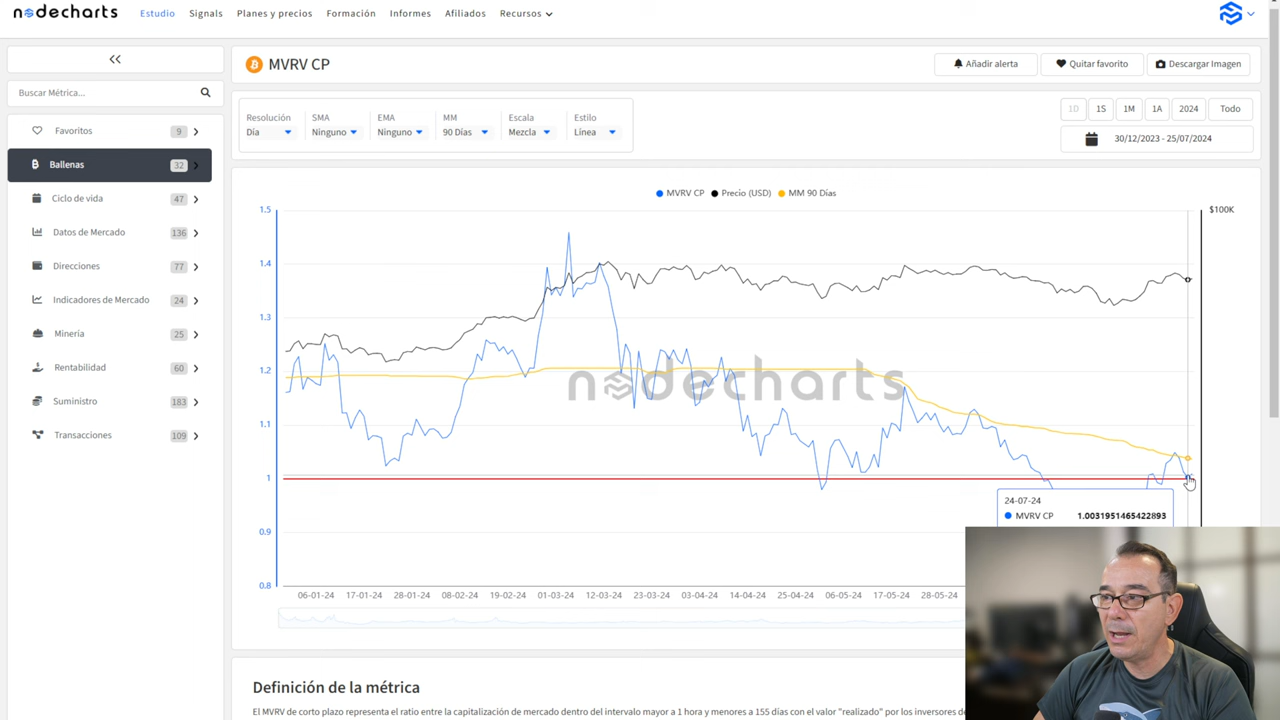 nodecharts
Estudio Signals Planes y precios Formación Informes Afiliados Recursos
Buscar Métrica...
Favoritos 9
Ballenas 32
Ciclo de vida 47
Datos de Mercado 136
Direcciones 77
Indicadores de Mercado 24
Minería 25
Rentabilidad 60
Suministro 183
Transacciones 109
MVRV CP
Añadir alerta Quitar favorito Descargar Imagen
Resolución SMA EMA MM Escala Estilo
Día Ninguno Ninguno 90 Días Mezcla Línea
1D 1S 1M 1A 2024 Todo
30/12/2023 - 25/07/2024
MVRV CP Precio (USD) MM 90 Dias
1.5 $100K
1.4
1.3
1.2
nodecharts
1.1
1
0.9
0.8
24-07-24
MVRV CP 1.0031951465422893
06-01-24 17-01-24 28-01-24 08-02-24 19-02-24 01-03-24 12-03-24 23-03-24 03-04-24 14-04-24 25-04-24 06-05-24 17-05-24 28-05-24
Definición de la métrica
El MVRV de corto plazo representa el ratio entre la capitalización de mercado dentro del intervalo mayor a 1 hora y menores a 155 días con el valor "realizado" por los inversores de